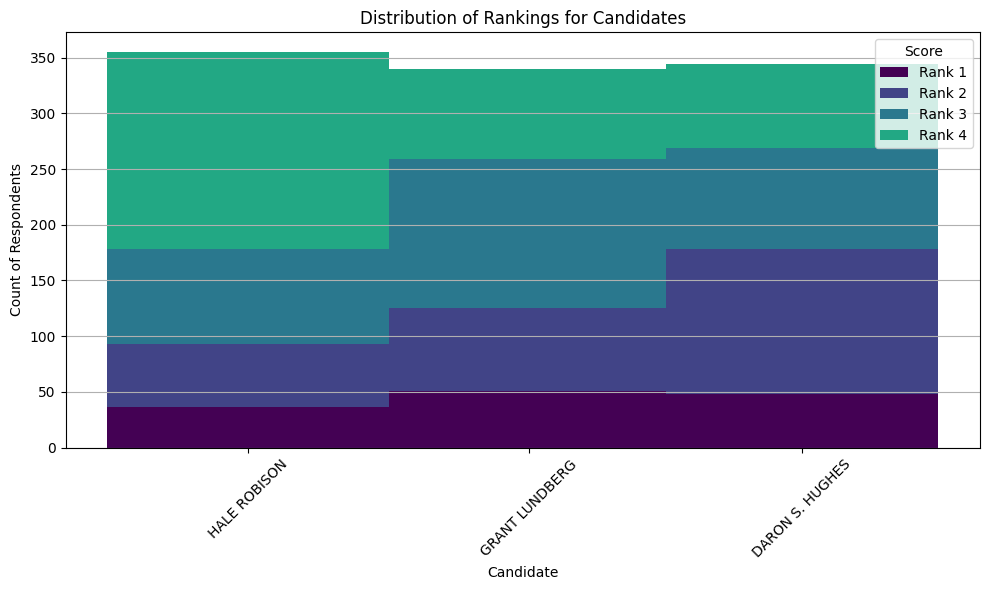 Distribution of Rankings for Candidates
Score
Rank 1
Rank 2
Rank 3
Rank 4
Count of Respondents
350
300
250
200
150
100
50
0
HALE ROBISON
GRANT LUNDBERG
DARON S. HUGHES
Candidate